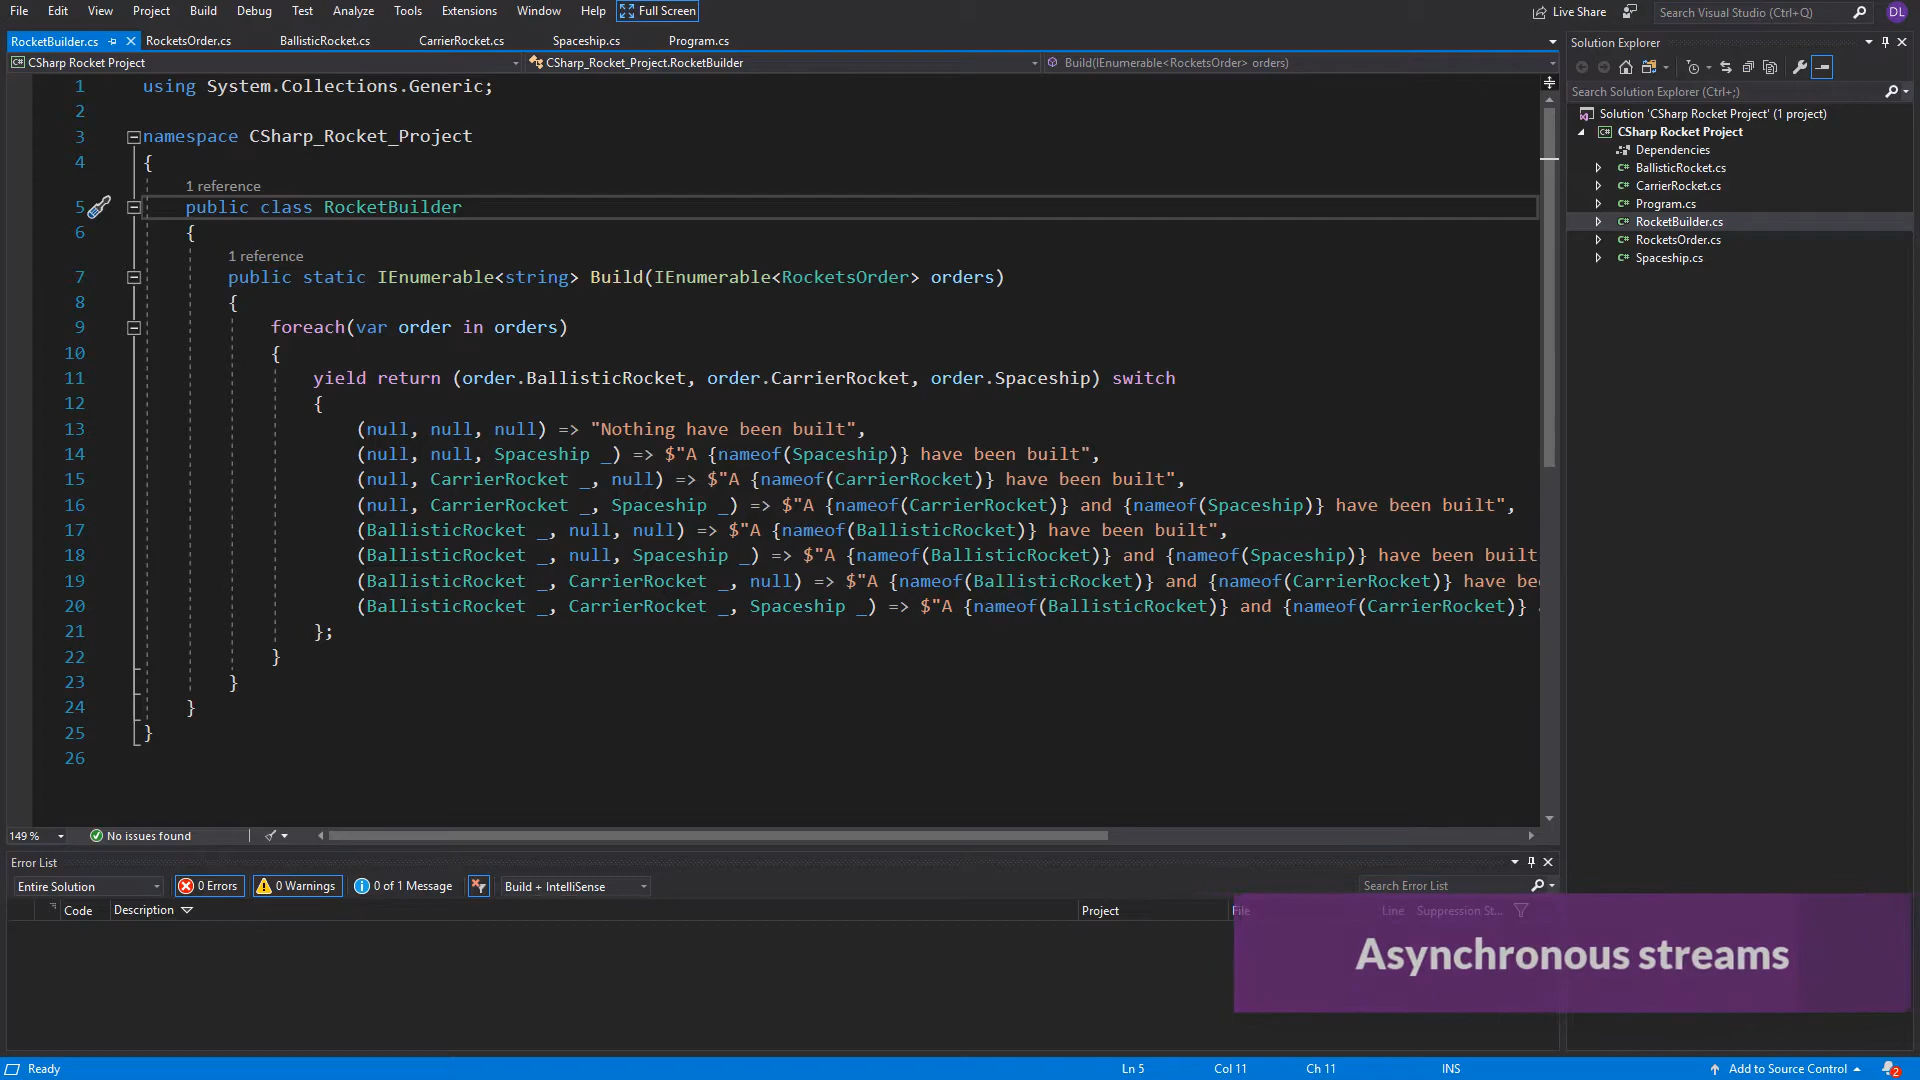 File Edit View Project Build Debug Test Analyze Tools Extensions Window Help Full Screen Live Share Search Visual Studio (Ctrl+Q) DL
RocketBuilder.cs RocketsOrder.cs BallisticRocket.cs CarrierRocket.cs Spaceship.cs Program.cs
CSharp Rocket Project CSharp_Rocket_Project.RocketBuilder Build(IEnumerable<RocketsOrder> orders)
1 using System.Collections.Generic;
2
3 namespace CSharp_Rocket_Project
4 {
1 reference
5 public class RocketBuilder
6 {
1 reference
7 public static IEnumerable<string> Build(IEnumerable<RocketsOrder> orders)
8 {
9 foreach(var order in orders)
10 {
11 yield return (order.BallisticRocket, order.CarrierRocket, order.Spaceship) switch
12 {
13 (null, null, null) => "Nothing have been built",
14 (null, null, Spaceship _) => $"A {nameof(Spaceship)} have been built",
15 (null, CarrierRocket _, null) => $"A {nameof(CarrierRocket)} have been built",
16 (null, CarrierRocket _, Spaceship _) => $"A {nameof(CarrierRocket)} and {nameof(Spaceship)} have been built",
17 (BallisticRocket _, null, null) => $"A {nameof(BallisticRocket)} have been built",
18 (BallisticRocket _, null, Spaceship _) => $"A {nameof(BallisticRocket)} and {nameof(Spaceship)} have been built
19 (BallisticRocket _, CarrierRocket _, null) => $"A {nameof(BallisticRocket)} and {nameof(CarrierRocket)} have be
20 (BallisticRocket _, CarrierRocket _, Spaceship _) => $"A {nameof(BallisticRocket)} and {nameof(CarrierRocket)}
21 };
22 }
23 }
24 }
25 }
26
149 % No issues found
Solution Explorer
Search Solution Explorer (Ctrl+;)
Solution 'CSharp Rocket Project' (1 project)
CSharp Rocket Project
Dependencies
BallisticRocket.cs
CarrierRocket.cs
Program.cs
RocketBuilder.cs
RocketsOrder.cs
Spaceship.cs
Error List
Entire Solution 0 Errors 0 Warnings 0 of 1 Message Build + IntelliSense Search Error List
Code Description Project File Line Suppression St...
Asynchronous streams
Ready Ln 5 Col 11 Ch 11 INS Add to Source Control 2